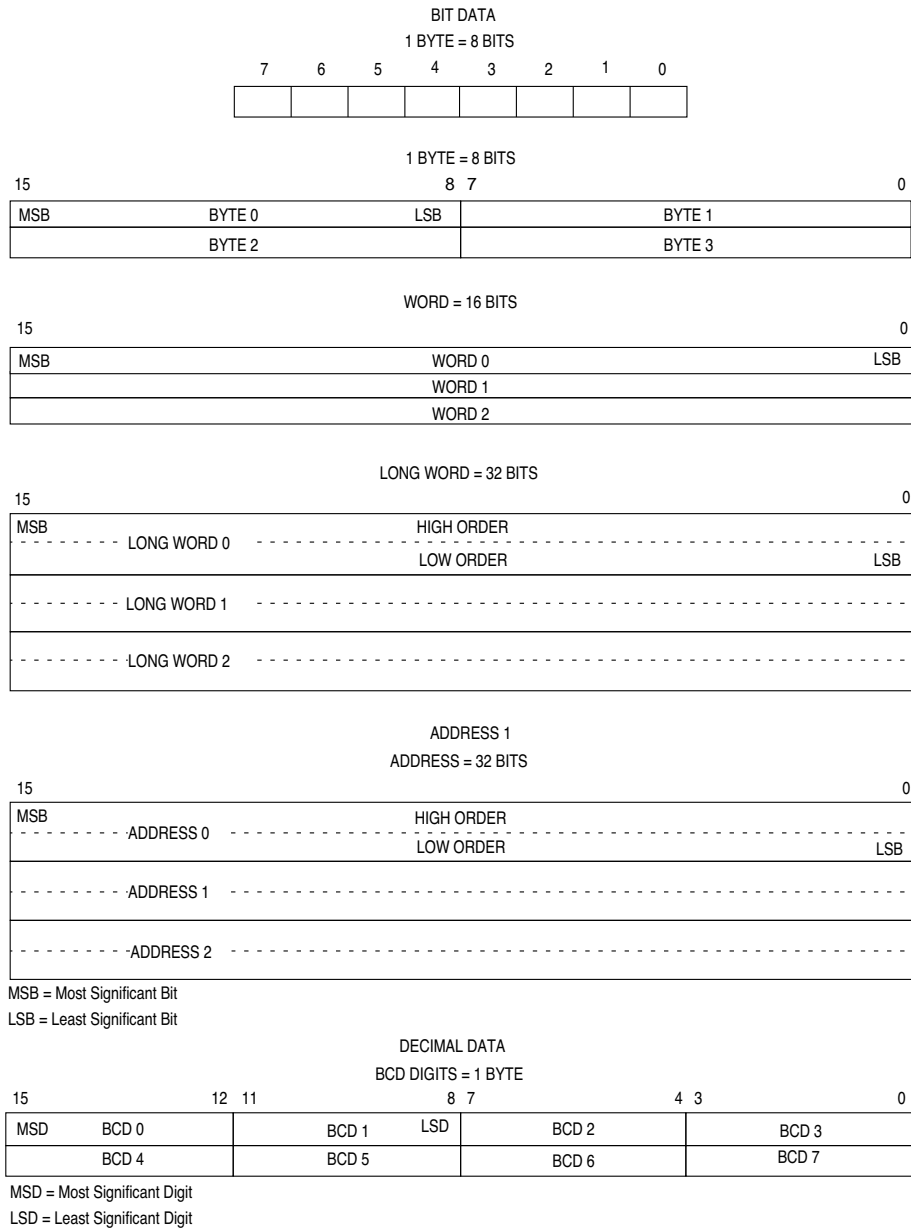 BIT DATA
1 BYTE = 8 BITS
7 6 5 4 3 2 1 0
1 BYTE = 8 BITS
15 8 7 0
MSB BYTE 0 LSB BYTE 1
BYTE 2 BYTE 3
WORD = 16 BITS
15 0
MSB WORD 0 LSB
WORD 1
WORD 2
LONG WORD = 32 BITS
15 0
MSB HIGH ORDER
LONG WORD 0
LOW ORDER LSB
LONG WORD 1
LONG WORD 2
ADDRESS 1
ADDRESS = 32 BITS
15 0
MSB HIGH ORDER
ADDRESS 0
LOW ORDER LSB
ADDRESS 1
ADDRESS 2
MSB = Most Significant Bit
LSB = Least Significant Bit
DECIMAL DATA
BCD DIGITS = 1 BYTE
15 12 11 8 7 4 3 0
MSD BCD 0 BCD 1 LSD BCD 2 BCD 3
BCD 4 BCD 5 BCD 6 BCD 7
MSD = Most Significant Digit
LSD = Least Significant Digit